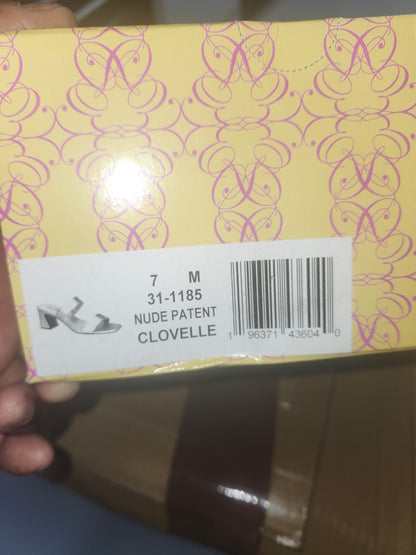 7 M
31-1185
NUDE PATENT
CLOVELLE
1 96371 43604 0